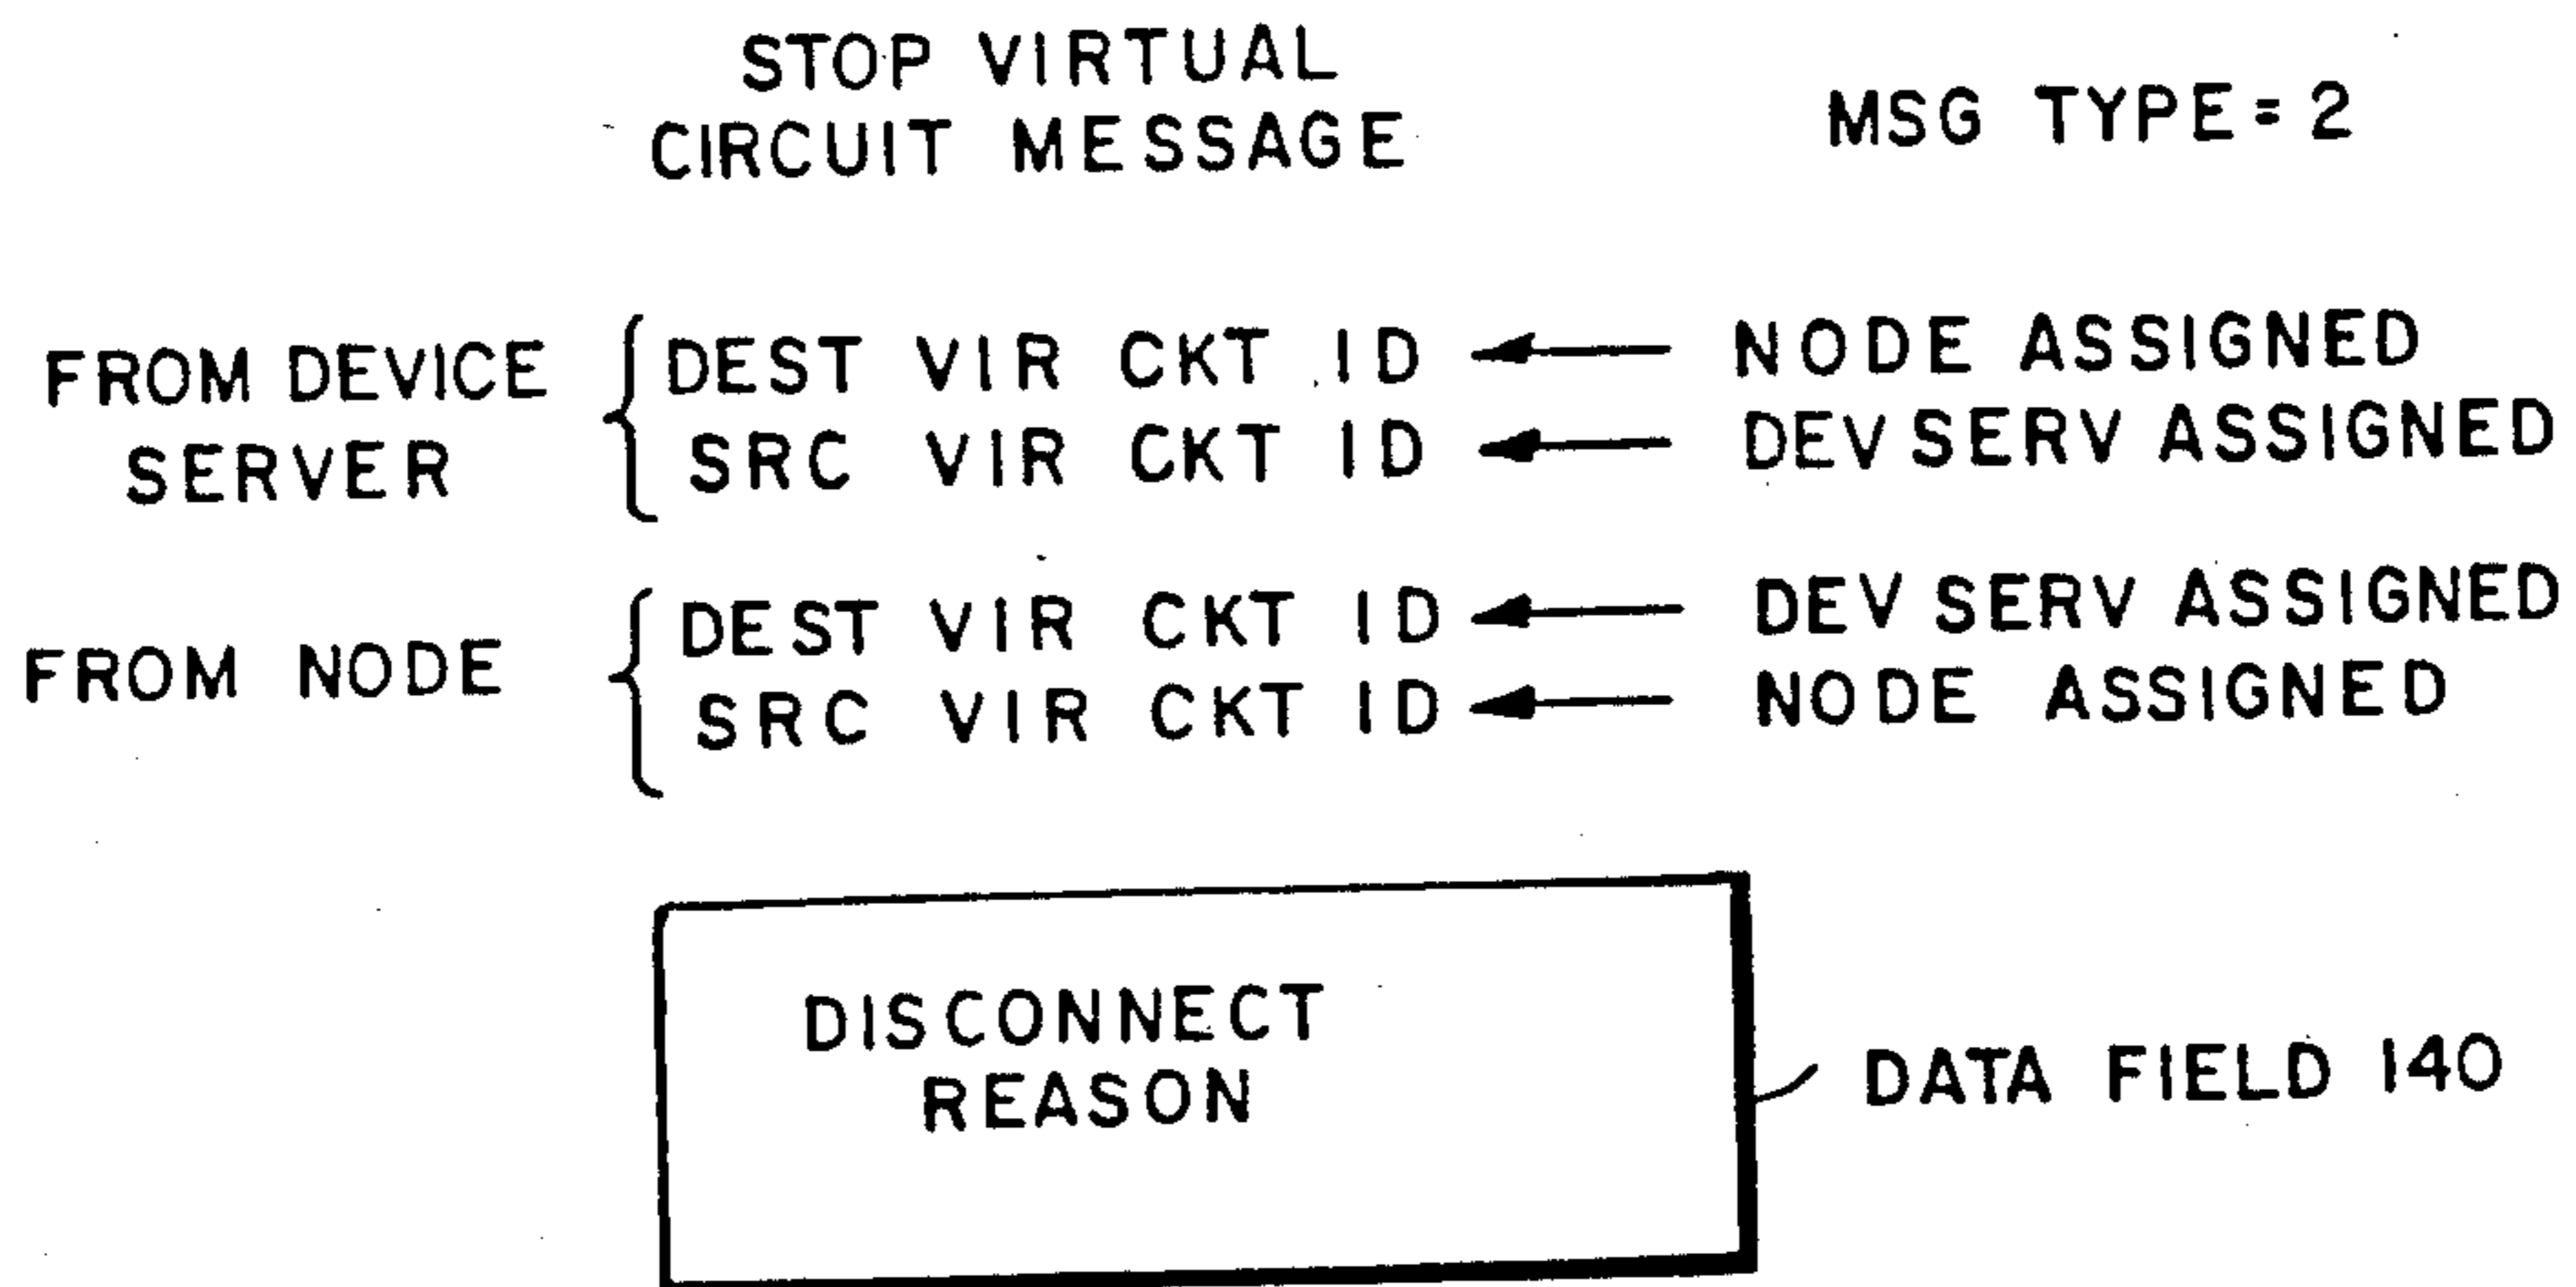 STOP VIRTUAL
CIRCUIT MESSAGE
MSG TYPE = 2
FROM DEVICE
SERVER
DEST VIR CKT ID
NODE ASSIGNED
SRC VIR CKT ID
DEV SERV ASSIGNED
FROM NODE
DEST VIR CKT ID
DEV SERV ASSIGNED
SRC VIR CKT ID
NODE ASSIGNED
DISCONNECT
REASON
DATA FIELD 140